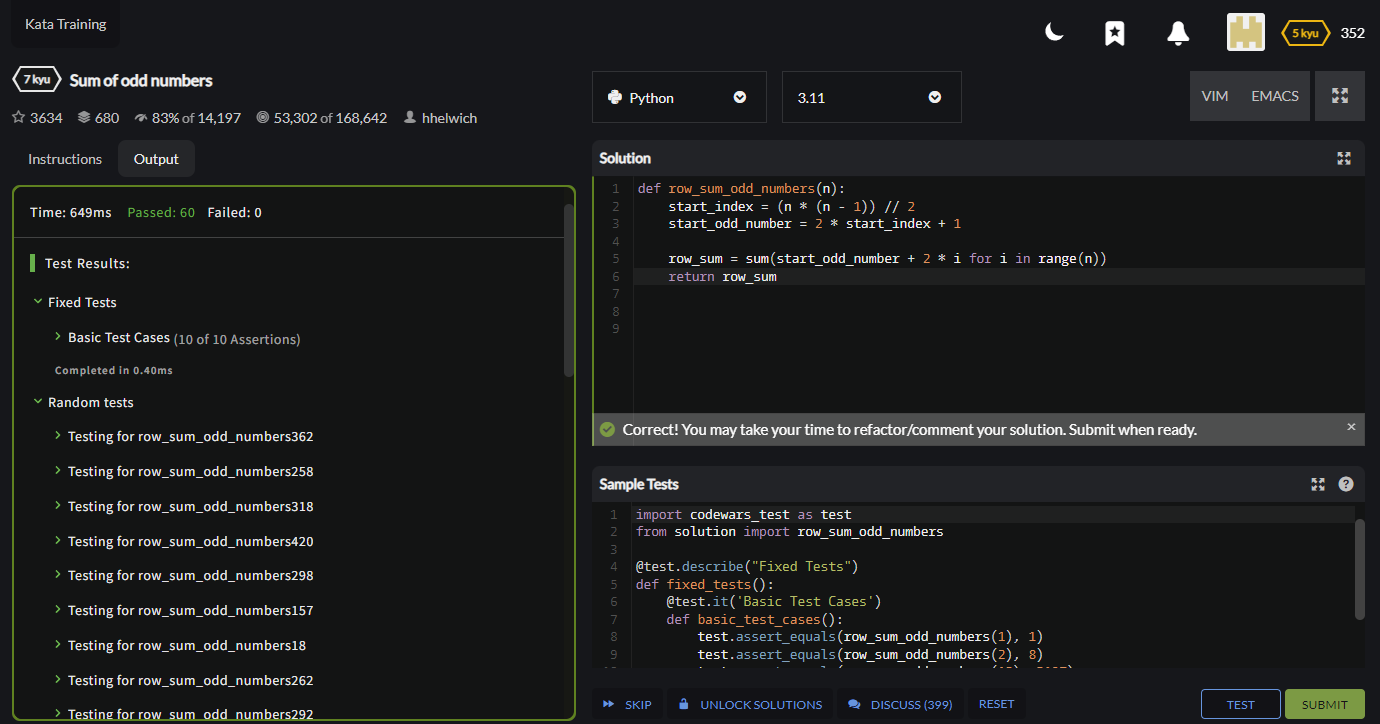 Kata Training
5 kyu 352
7 kyu Sum of odd numbers
3634 680 83% of 14,197 53,302 of 168,642 hhelwich
Instructions Output
Time: 649ms Passed: 60 Failed: 0
Test Results:
Fixed Tests
Basic Test Cases (10 of 10 Assertions)
Completed in 0.40ms
Random tests
Testing for row_sum_odd_numbers362
Testing for row_sum_odd_numbers258
Testing for row_sum_odd_numbers318
Testing for row_sum_odd_numbers420
Testing for row_sum_odd_numbers298
Testing for row_sum_odd_numbers157
Testing for row_sum_odd_numbers18
Testing for row_sum_odd_numbers262
Testing for row_sum_odd_numbers292
Python 3.11 VIM EMACS
Solution
1 def row_sum_odd_numbers(n):
2 start_index = (n * (n - 1)) // 2
3 start_odd_number = 2 * start_index + 1
4
5 row_sum = sum(start_odd_number + 2 * i for i in range(n))
6 return row_sum
7
8
9
Correct! You may take your time to refactor/comment your solution. Submit when ready. ×
Sample Tests ?
1 import codewars_test as test
2 from solution import row_sum_odd_numbers
3
4 @test.describe("Fixed Tests")
5 def fixed_tests():
6 @test.it('Basic Test Cases')
7 def basic_test_cases():
8 test.assert_equals(row_sum_odd_numbers(1), 1)
9 test.assert_equals(row_sum_odd_numbers(2), 8)
SKIP UNLOCK SOLUTIONS DISCUSS (399) RESET TEST SUBMIT